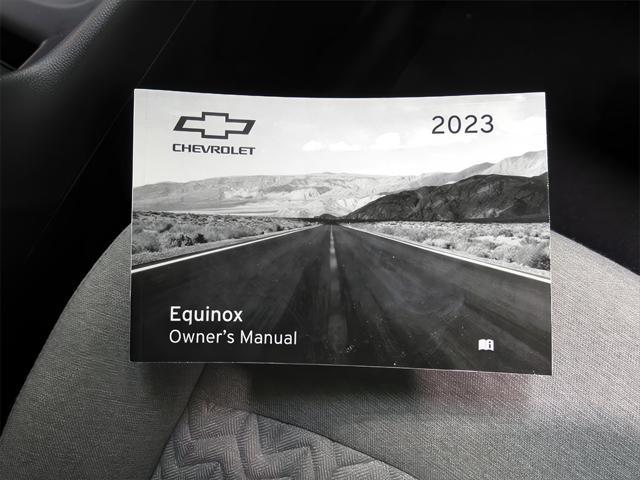 CHEVROLET
2023
Equinox
Owner's Manual